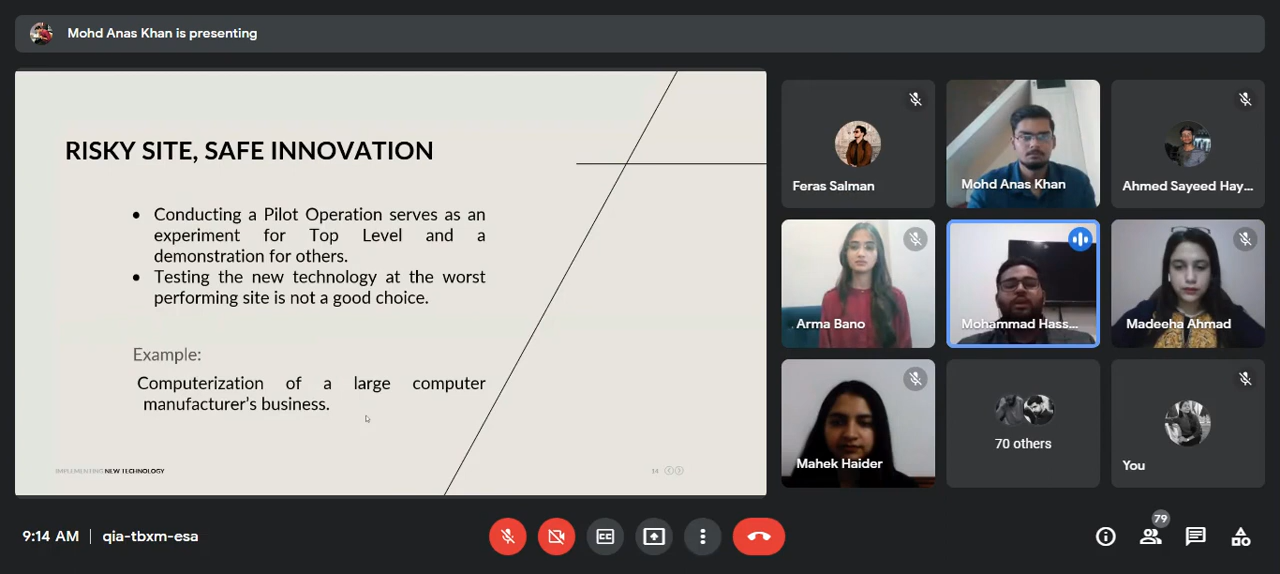 Mohd Anas Khan is presenting
RISKY SITE, SAFE INNOVATION
• Conducting a Pilot Operation serves as an
experiment for Top Level and a
demonstration for others.
• Testing the new technology at the worst
performing site is not a good choice.
Example:
Computerization of a large computer
manufacturer's business.
IMPLEMENTING NEW TECHNOLOGY
14
Feras Salman
Mohd Anas Khan
Ahmed Sayeed Hay...
Arma Bano
Mohammad Hass...
Madeeha Ahmad
Mahek Haider
70 others
You
9:14 AM | qia-tbxm-esa
CC
79